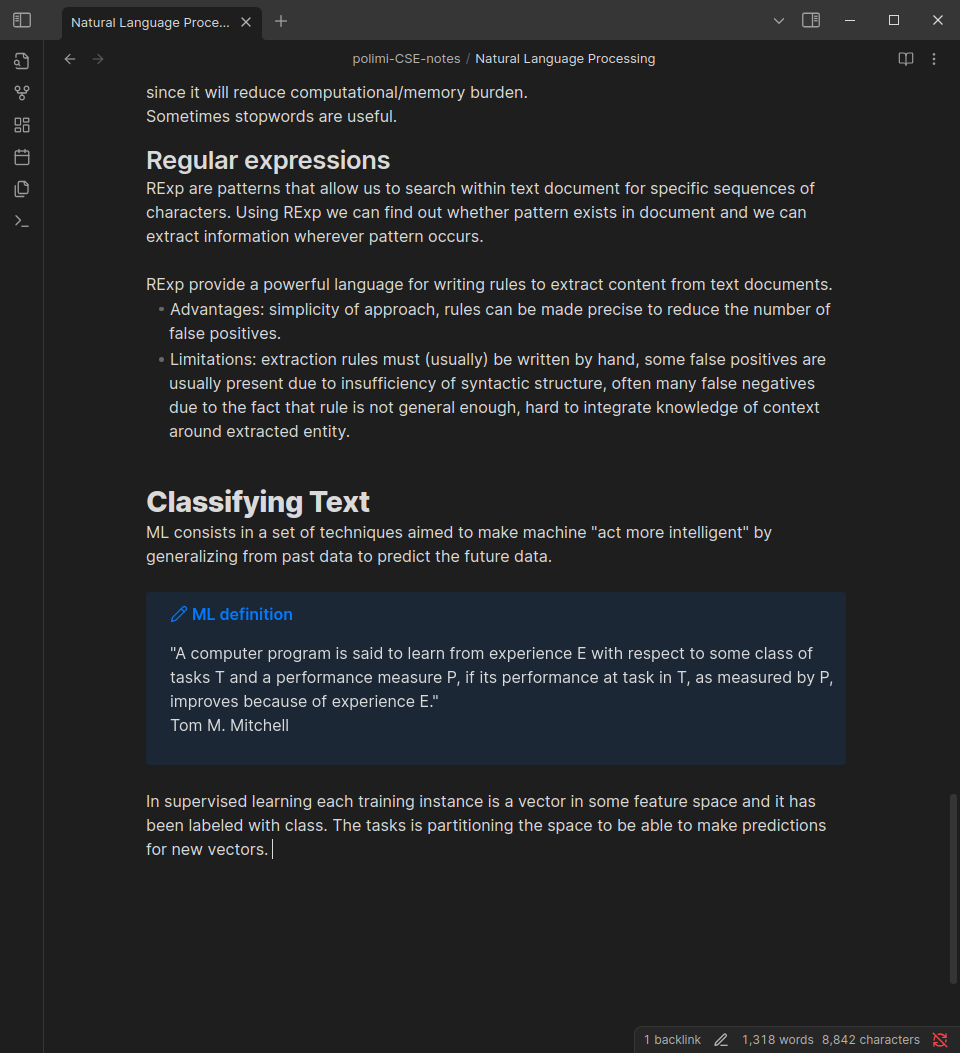 Natural Language Proce...
polimi-CSE-notes / Natural Language Processing
since it will reduce computational/memory burden.
Sometimes stopwords are useful.
Regular expressions
RExp are patterns that allow us to search within text document for specific sequences of
characters. Using RExp we can find out whether pattern exists in document and we can
extract information wherever pattern occurs.
RExp provide a powerful language for writing rules to extract content from text documents.
• Advantages: simplicity of approach, rules can be made precise to reduce the number of
false positives.
• Limitations: extraction rules must (usually) be written by hand, some false positives are
usually present due to insufficiency of syntactic structure, often many false negatives
due to the fact that rule is not general enough, hard to integrate knowledge of context
around extracted entity.
Classifying Text
ML consists in a set of techniques aimed to make machine "act more intelligent" by
generalizing from past data to predict the future data.
ML definition
"A computer program is said to learn from experience E with respect to some class of
tasks T and a performance measure P, if its performance at task in T, as measured by P,
improves because of experience E."
Tom M. Mitchell
In supervised learning each training instance is a vector in some feature space and it has
been labeled with class. The tasks is partitioning the space to be able to make predictions
for new vectors.
1 backlink 1,318 words 8,842 characters